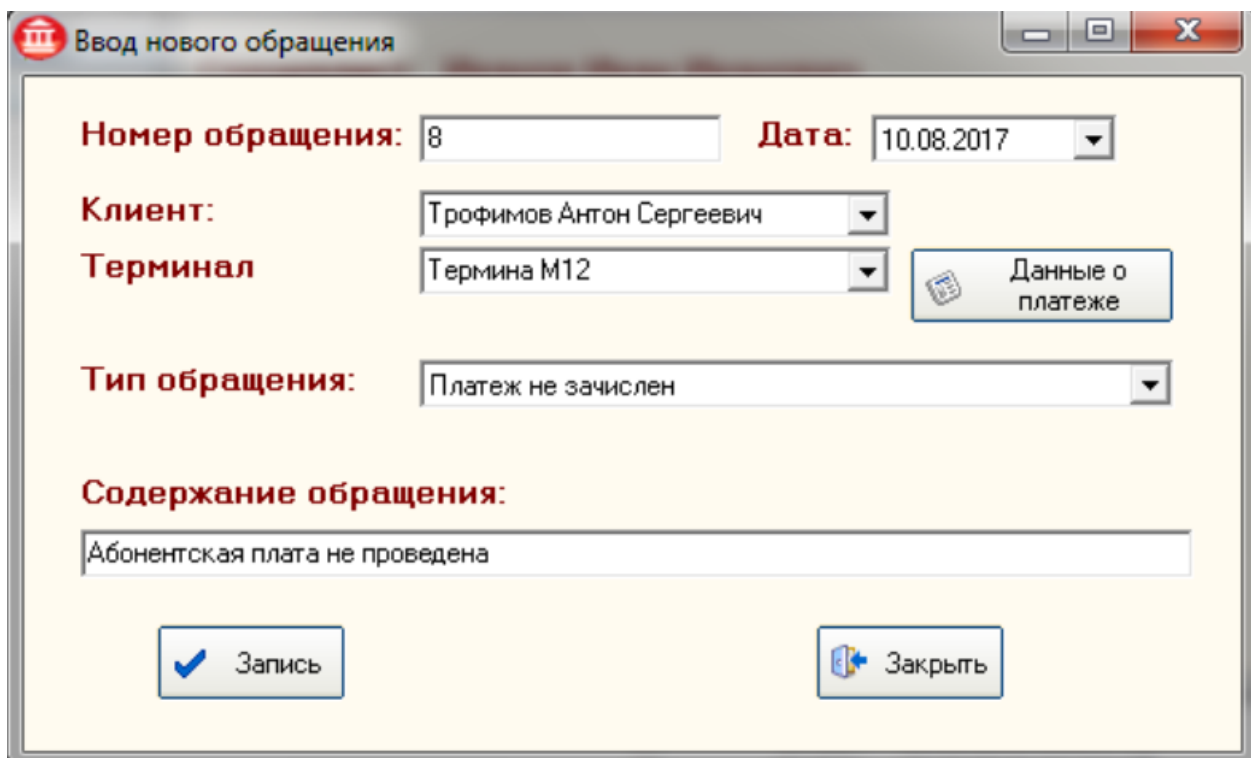 Ввод нового обращения
Номер обращения: 8 Дата: 10.08.2017
Клиент: Трофимов Антон Сергеевич
Терминал Термина М12
Данные о
платеже
Тип обращения: Платеж не зачислен
Содержание обращения:
Абонентская плата не проведена
Запись Закрыть